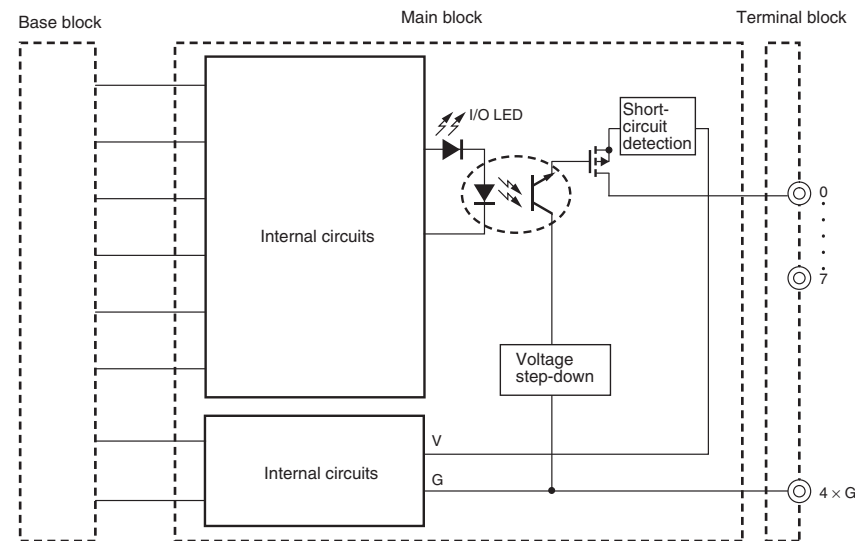 Base block
Main block
Terminal block
I/O LED
Short-
circuit
detection
0
Internal circuits
7
Voltage
step-down
V
Internal circuits
G
4 × G